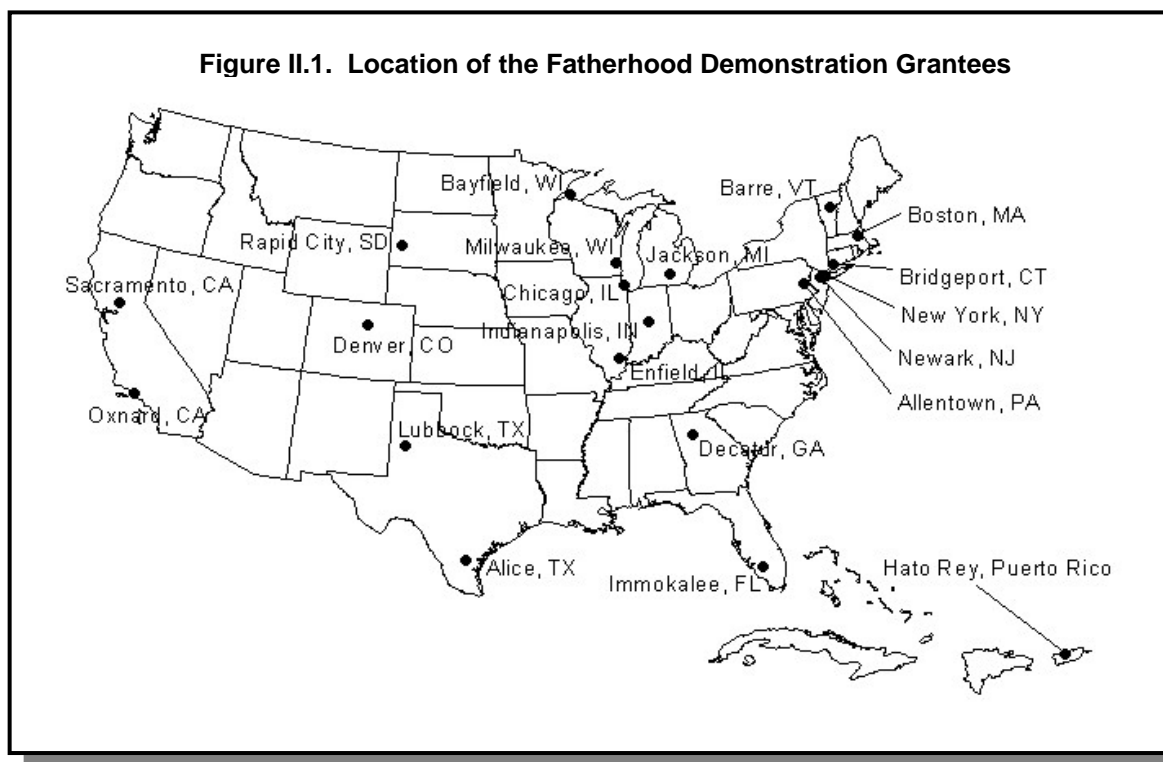 Figure II.1.  Location of the Fatherhood Demonstration Grantees
Bayfield, WI
Barre, VT
Boston, MA
Rapid City, SD
Milwaukee, WI
Jackson, MI
Bridgeport, CT
Sacramento, CA
Chicago, IL
New York, NY
Indianapolis, IN
Denver, CO
Newark, NJ
Enfield, IL
Allentown, PA
Oxnard, CA
Lubbock, TX
Decatur, GA
Alice, TX
Immokalee, FL
Hato Rey, Puerto Rico